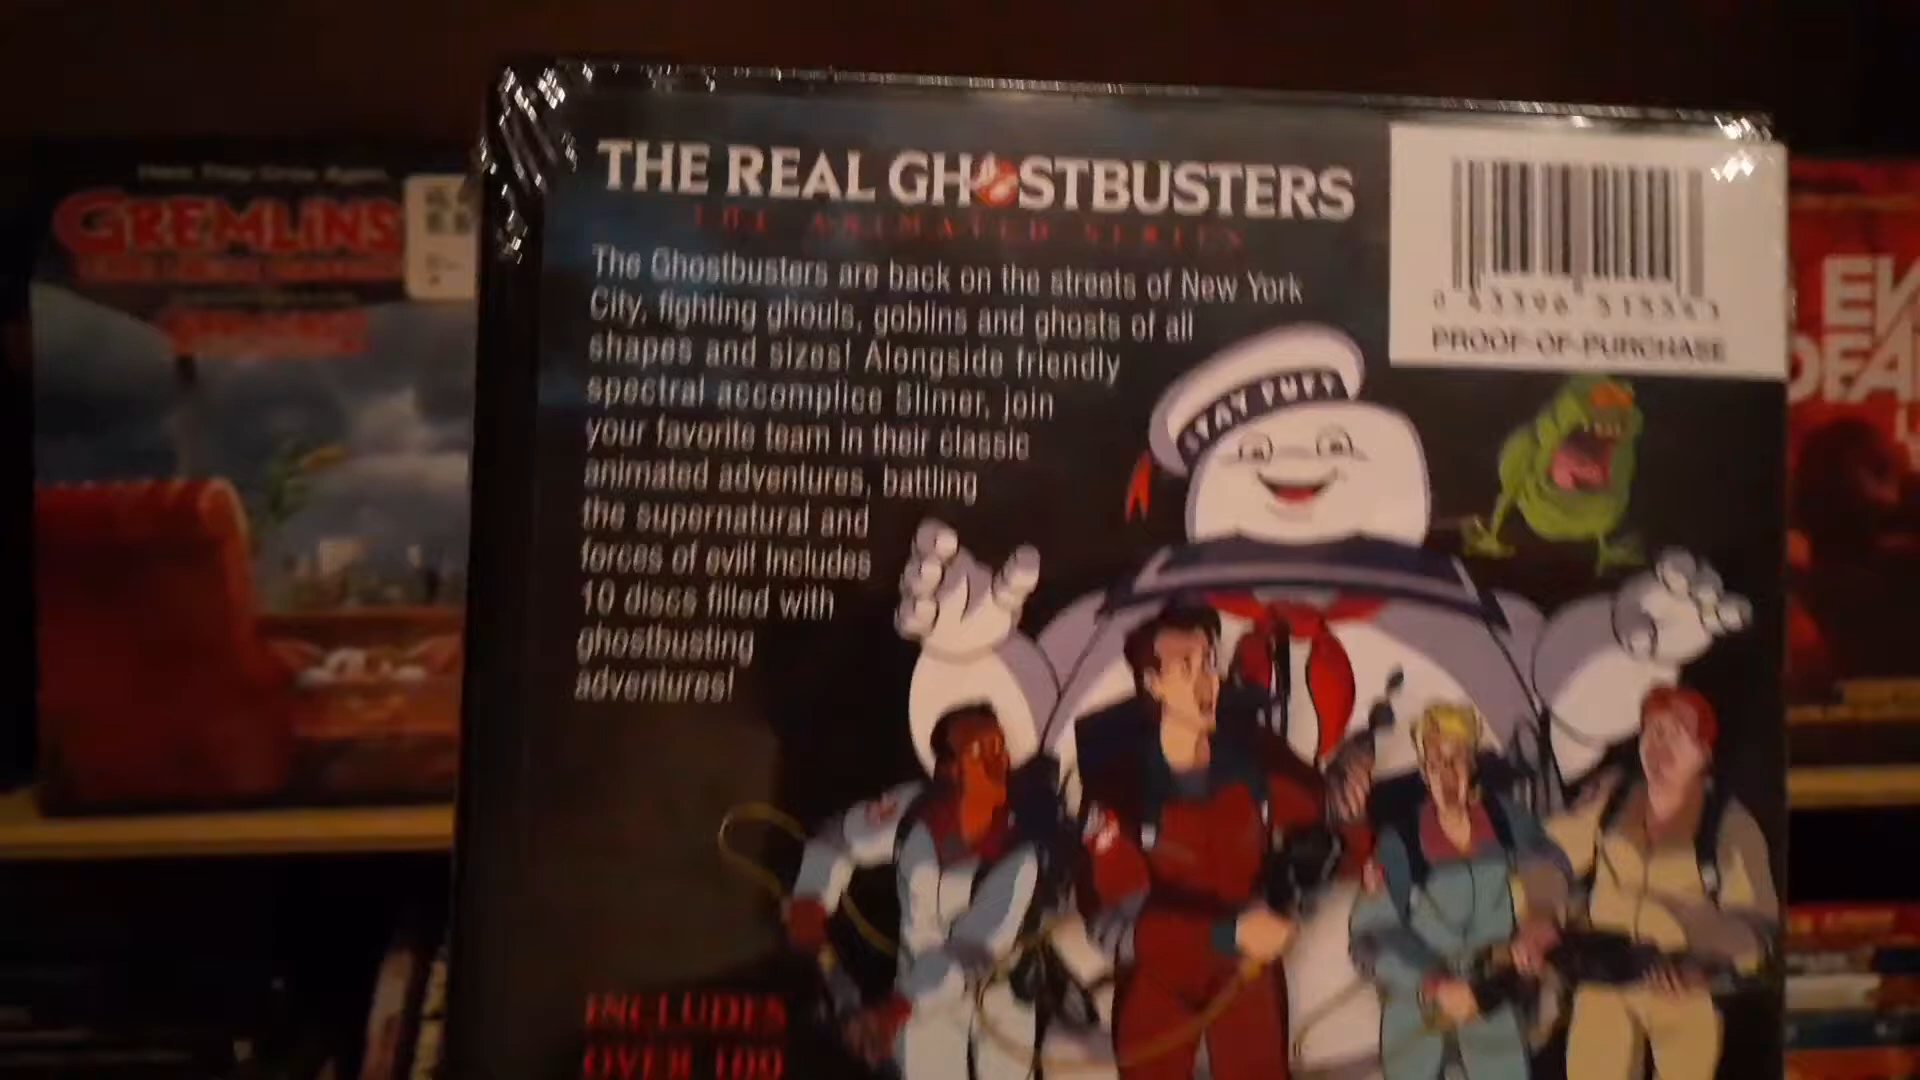 GREMLINS
THE REAL GHOSTBUSTERS
THE ANIMATED SERIES
The Ghostbusters are back on the streets of New York
City, fighting ghouls, goblins and ghosts of all
shapes and sizes! Alongside friendly
spectral accomplice Slimer, join
your favorite team in their classic
animated adventures, battling
the supernatural and
forces of evil! Includes
10 discs filled with
ghostbusting
adventures!
PROOF-OF-PURCHASE
STAY PUFT
INCLUDES
OVER 100